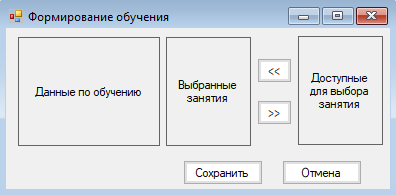 Формирование обучения
Данные по обучению
Выбранные
занятия
<<
>>
Доступные
для выбора
занятия
Сохранить
Отмена